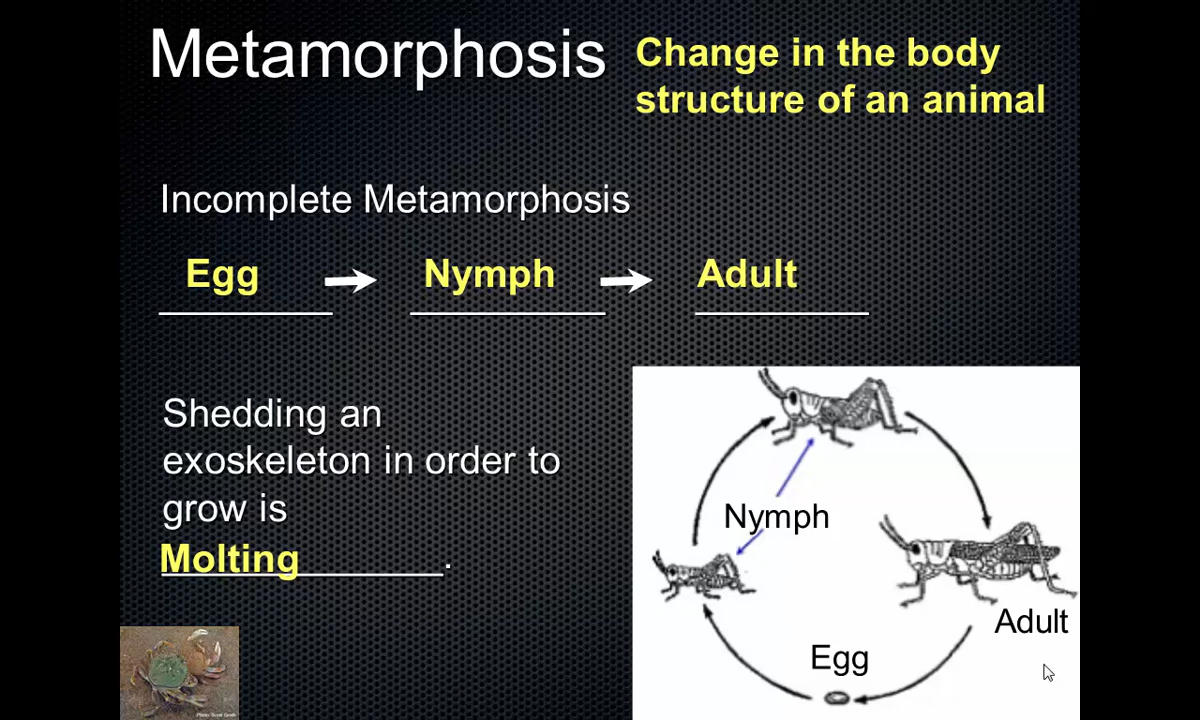 Metamorphosis
Change in the body
structure of an animal
Incomplete Metamorphosis
Egg Nymph Adult
Shedding an
exoskeleton in order to
grow is
Molting.
Nymph
Adult
Egg